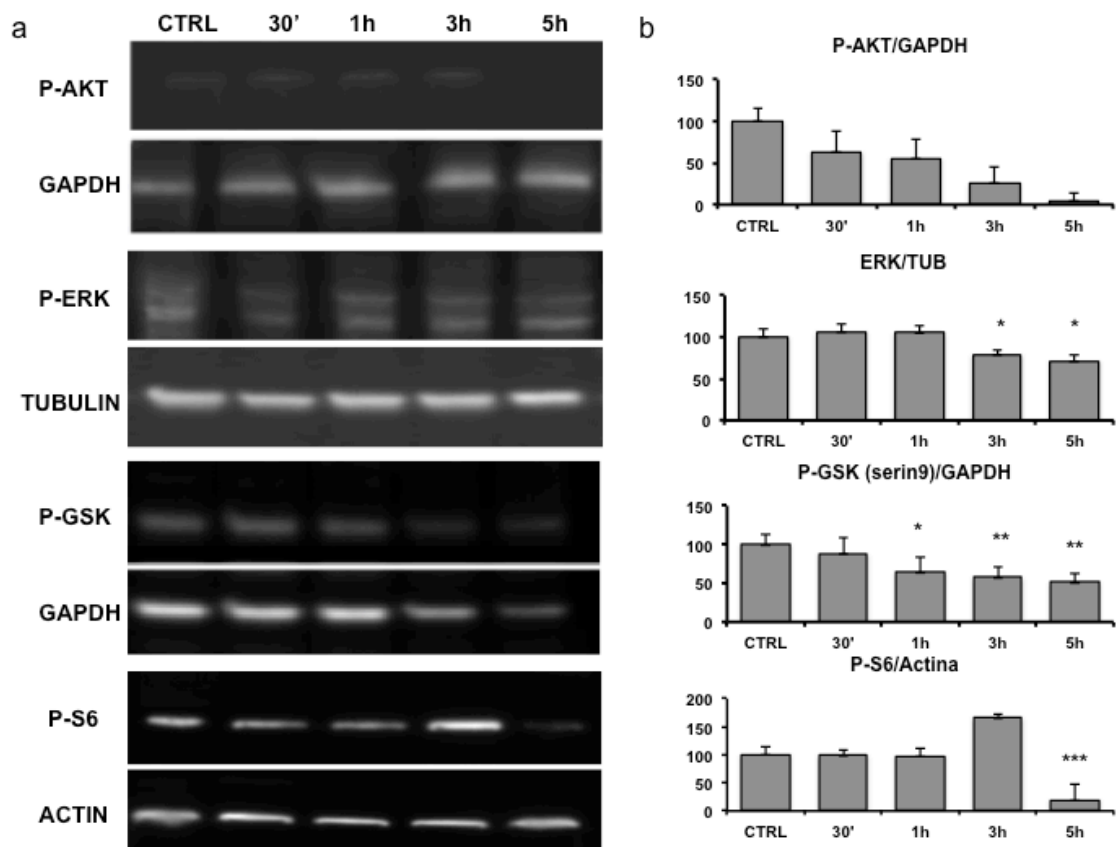 a
CTRL 30’ 1h 3h 5h
P-AKT
GAPDH
P-ERK
TUBULIN
P-GSK
GAPDH
P-S6
ACTIN
b
P-AKT/GAPDH
150
100
50
0
CTRL 30' 1h 3h 5h
ERK/TUB
150
100
50
0
* *
CTRL 30' 1h 3h 5h
P-GSK (serin9)/GAPDH
150
100
50
0
* ** **
CTRL 30' 1h 3h 5h
P-S6/Actina
200
150
100
50
0
***
CTRL 30' 1h 3h 5h